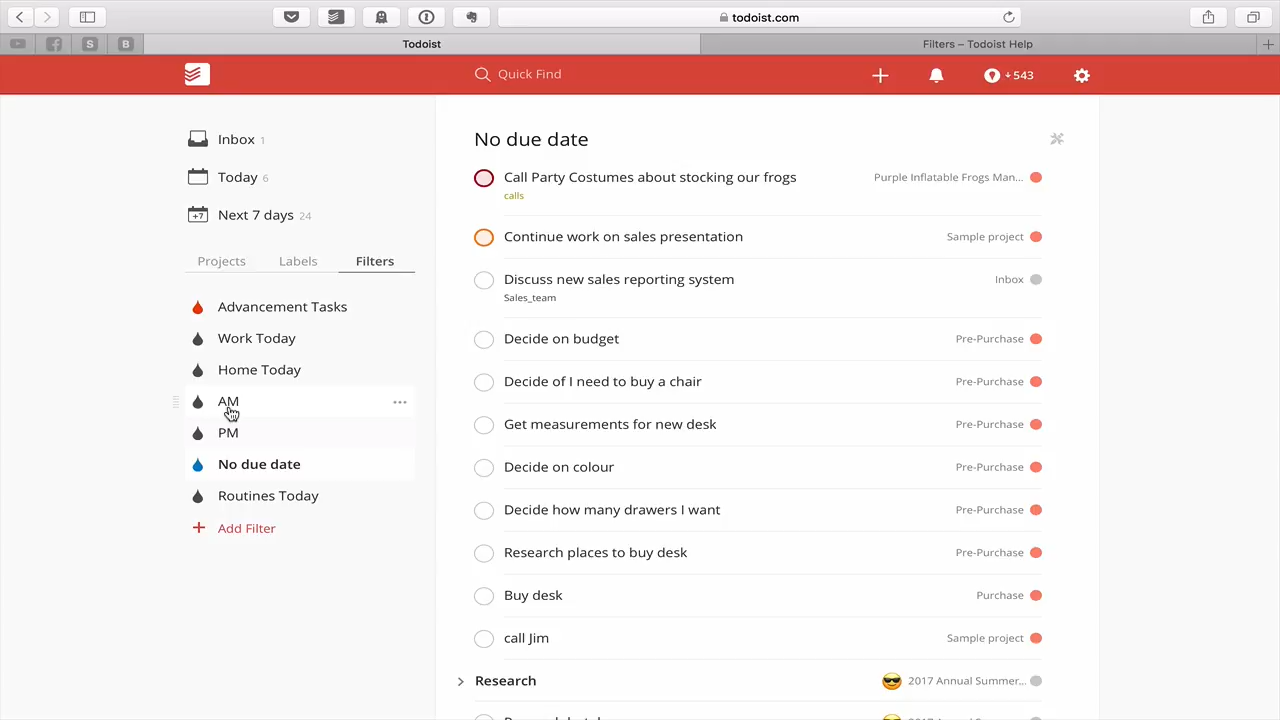 todoist.com
S
B
Todoist
Filters – Todoist Help
Quick Find
543
Inbox 1
Today 6
+7
Next 7 days 24
Projects
Labels
Filters
Advancement Tasks
Work Today
Home Today
AM
PM
No due date
Routines Today
Add Filter
No due date
Call Party Costumes about stocking our frogs
Purple Inflatable Frogs Man...
calls
Continue work on sales presentation
Sample project
Discuss new sales reporting system
Inbox
Sales_team
Decide on budget
Pre-Purchase
Decide of I need to buy a chair
Pre-Purchase
Get measurements for new desk
Pre-Purchase
Decide on colour
Pre-Purchase
Decide how many drawers I want
Pre-Purchase
Research places to buy desk
Pre-Purchase
Buy desk
Purchase
call Jim
Sample project
Research
2017 Annual Summer...